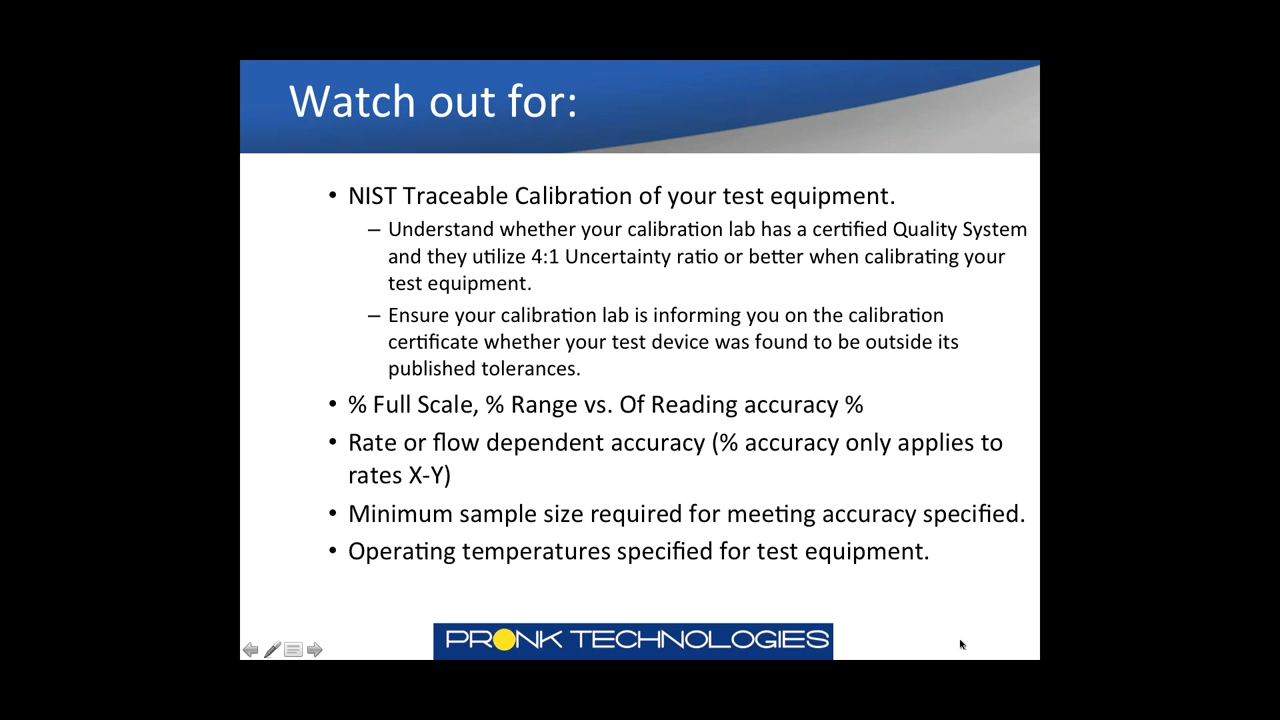 Watch out for:
• NIST Traceable Calibration of your test equipment.
– Understand whether your calibration lab has a certified Quality System
and they utilize 4:1 Uncertainty ratio or better when calibrating your
test equipment.
– Ensure your calibration lab is informing you on the calibration
certificate whether your test device was found to be outside its
published tolerances.
• % Full Scale, % Range vs. Of Reading accuracy %
• Rate or flow dependent accuracy (% accuracy only applies to
rates X-Y)
• Minimum sample size required for meeting accuracy specified.
• Operating temperatures specified for test equipment.
PRONK TECHNOLOGIES